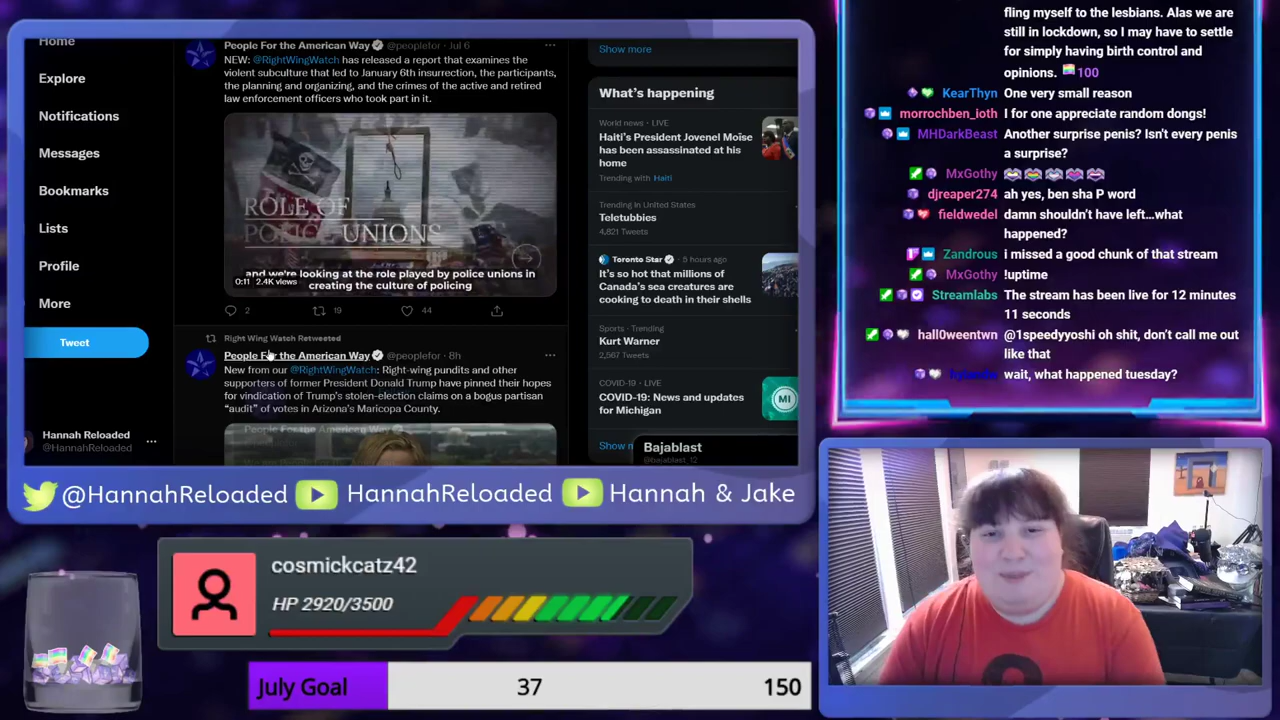 Home
Explore
Notifications
Messages
Bookmarks
Lists
Profile
More
Tweet
Hannah Reloaded
@HannahReloaded
People For the American Way @peoplefor · Jul 6
NEW: @RightWingWatch has released a report that examines the
violent subculture that led to January 6th insurrection, the participants,
the planning and organizing, and the crimes of the active and retired
law enforcement officers who took part in it.
ROLE OF
POLICE UNIONS
and we're looking at the role played by police unions in
creating the culture of policing
0:11 2.4K views
2 19 44
Right Wing Watch Retweeted
People For the American Way @peoplefor · 8h
New from our @RightWingWatch: Right-wing pundits and other
supporters of former President Donald Trump have pinned their hopes
for vindication of Trump's stolen-election claims on a bogus partisan
"audit" of votes in Arizona's Maricopa County.
People For the American Way
Show more
What's happening
World news · LIVE
Haiti's President Jovenel Moïse
has been assassinated at his
home
Trending with Haiti
Trending in United States
Teletubbies
4,821 Tweets
Toronto Star · 5 hours ago
It's so hot that millions of
Canada's sea creatures are
cooking to death in their shells
Sports · Trending
Kurt Warner
2,567 Tweets
COVID-19 · LIVE
COVID-19: News and updates
for Michigan
MI
Show m
Bajablast
@bajablast_12
fling myself to the lesbians. Alas we are
still in lockdown, so I may have to settle
for simply having birth control and
opinions. 100
KearThyn One very small reason
morrochben_ioth I for one appreciate random dongs!
MHDarkBeast Another surprise penis? Isn't every penis
a surprise?
MxGothy
djreaper274 ah yes, ben sha P word
fieldwedel damn shouldn't have left...what
happened?
Zandrous i missed a good chunk of that stream
MxGothy !uptime
Streamlabs The stream has been live for 12 minutes
11 seconds
hall0weentwn @1speedyyoshi oh shit, don't call me out
like that
wait, what happened tuesday?
@HannahReloaded HannahReloaded Hannah & Jake
cosmickatz42
HP 2920/3500
July Goal 37 150